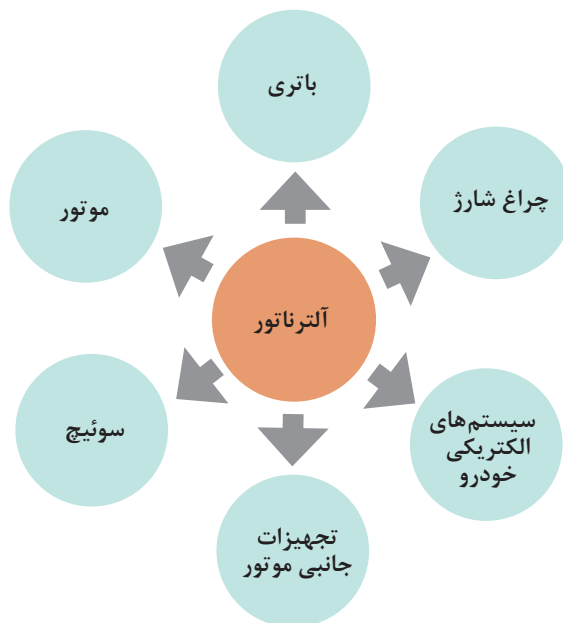 باتری
چراغ شارژ
موتور
آلترناتور
سیستم‌های
الکتریکی
خودرو
سوئیچ
تجهیزات
جانبی موتور